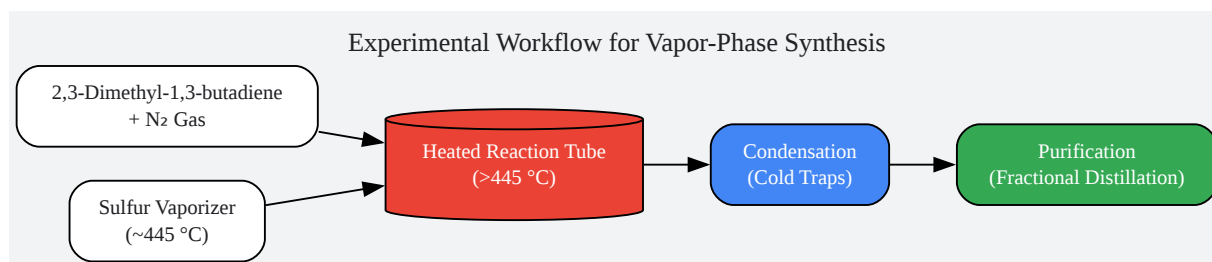 Experimental Workflow for Vapor-Phase Synthesis
2,3-Dimethyl-1,3-butadiene
+ N₂ Gas
Sulfur Vaporizer
(~445 °C)
Heated Reaction Tube
(>445 °C)
Condensation
(Cold Traps)
Purification
(Fractional Distillation)